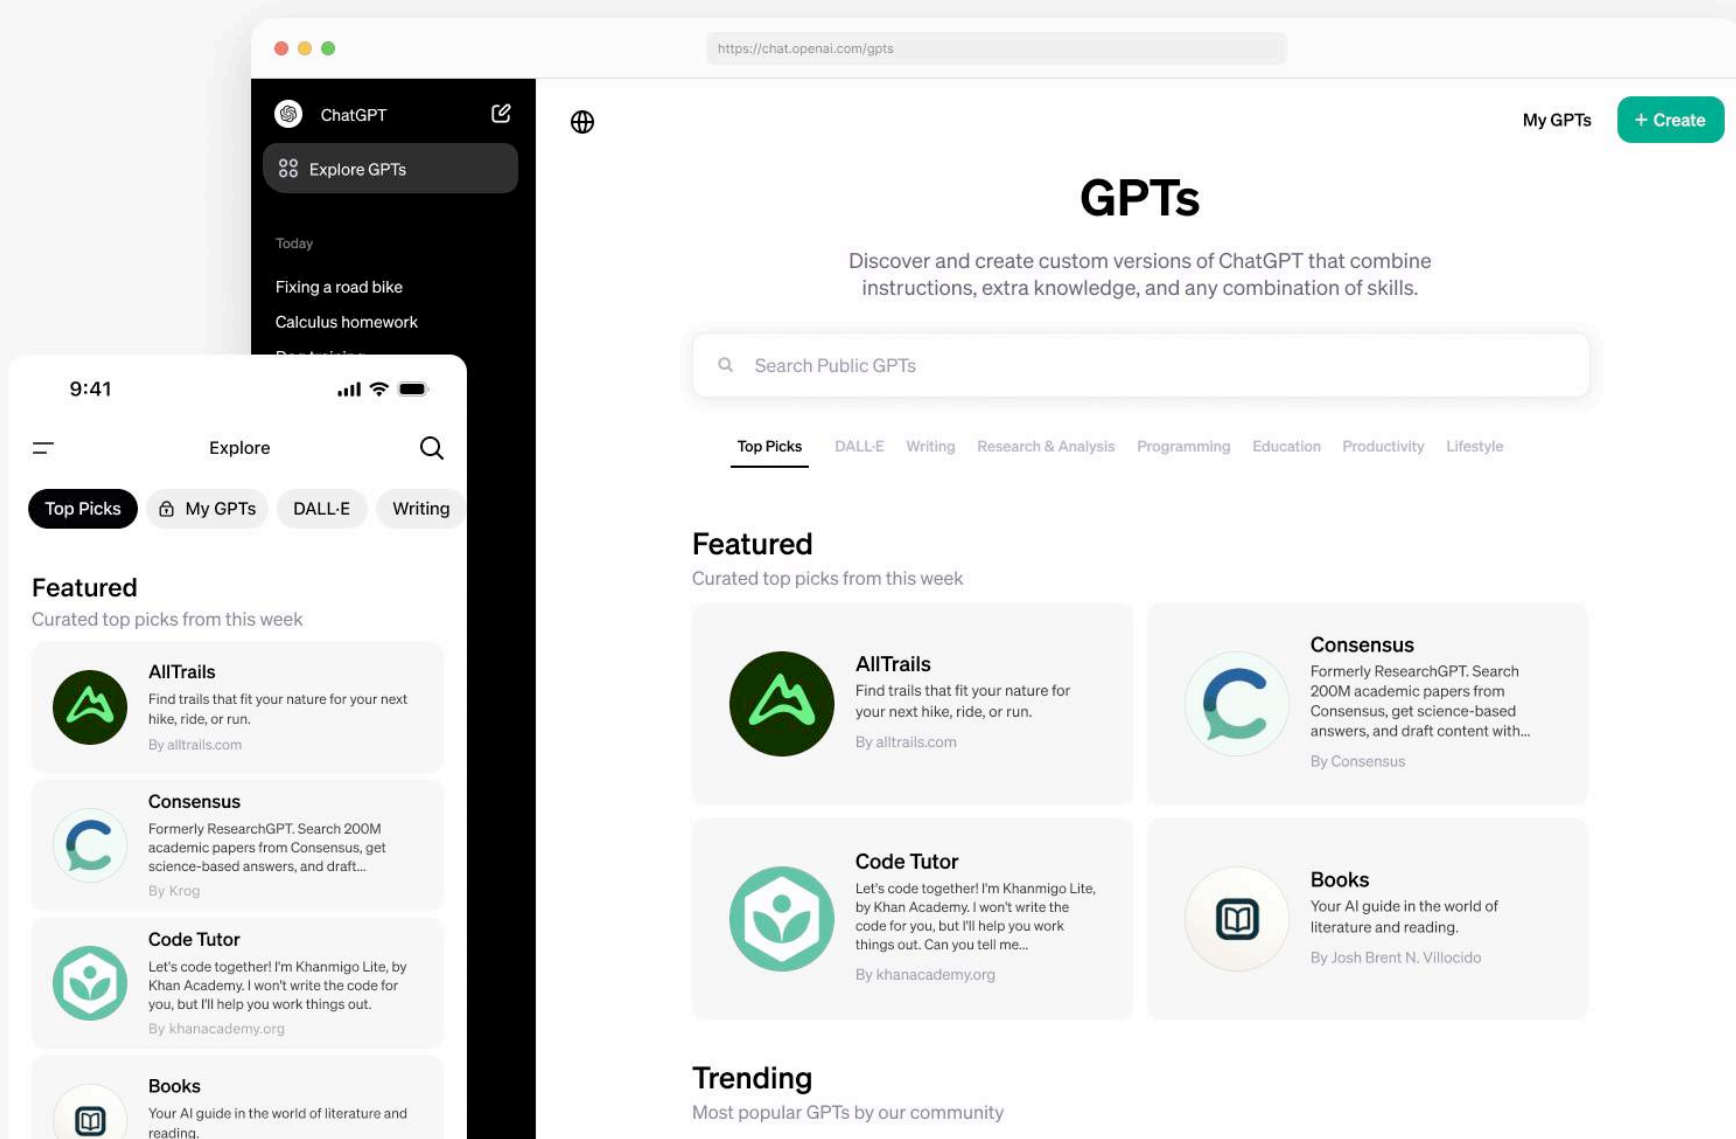 https://chat.openai.com/gpts
ChatGPT
Explore GPTs
Today
Fixing a road bike
Calculus homework
My GPTs
+ Create
GPTs
Discover and create custom versions of ChatGPT that combine
instructions, extra knowledge, and any combination of skills.
Search Public GPTs
Top Picks
DALL·E
Writing
Research & Analysis
Programming
Education
Productivity
Lifestyle
Featured
Curated top picks from this week
AllTrails
Find trails that fit your nature for
your next hike, ride, or run.
By alltrails.com
Consensus
Formerly ResearchGPT. Search
200M academic papers from
Consensus, get science-based
answers, and draft content with...
By Consensus
Code Tutor
Let's code together! I'm Khanmigo Lite,
by Khan Academy. I won't write the
code for you, but I'll help you work
things out. Can you tell me...
By khanacademy.org
Books
Your AI guide in the world of
literature and reading.
By Josh Brent N. Villocido
Trending
Most popular GPTs by our community
9:41
Explore
Top Picks
My GPTs
DALL·E
Writing
Featured
Curated top picks from this week
AllTrails
Find trails that fit your nature for your next
hike, ride, or run.
By alltrails.com
Consensus
Formerly ResearchGPT. Search 200M
academic papers from Consensus, get
science-based answers, and draft...
By Krog
Code Tutor
Let's code together! I'm Khanmigo Lite, by
Khan Academy. I won't write the code for
you, but I'll help you work things out.
By khanacademy.org
Books
Your AI guide in the world of literature and
reading.